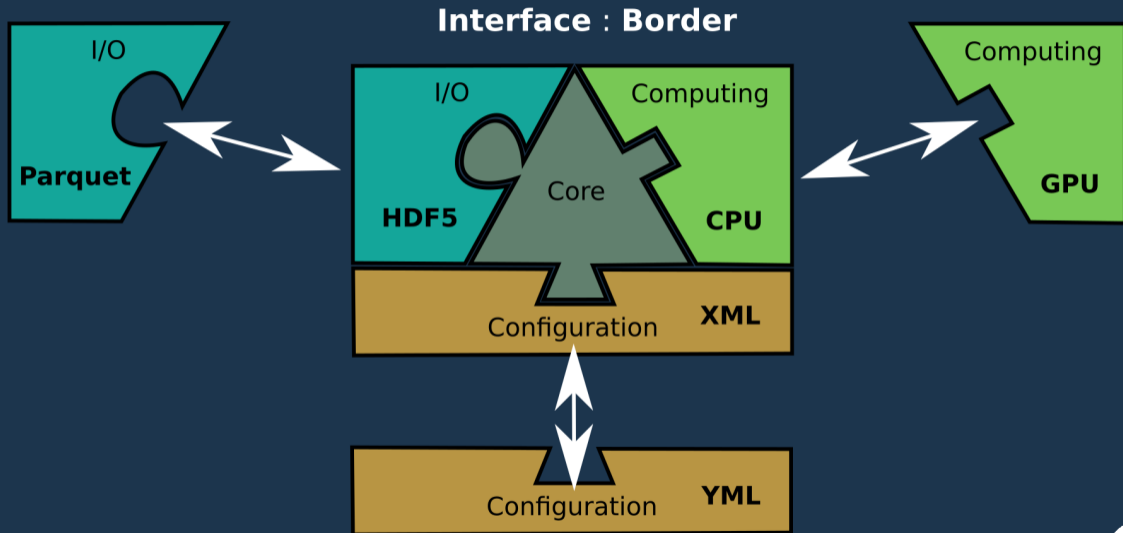 Interface : Border
I/O
Parquet
I/O
HDF5
Core
Computing
CPU
Computing
GPU
Configuration
XML
Configuration
YML